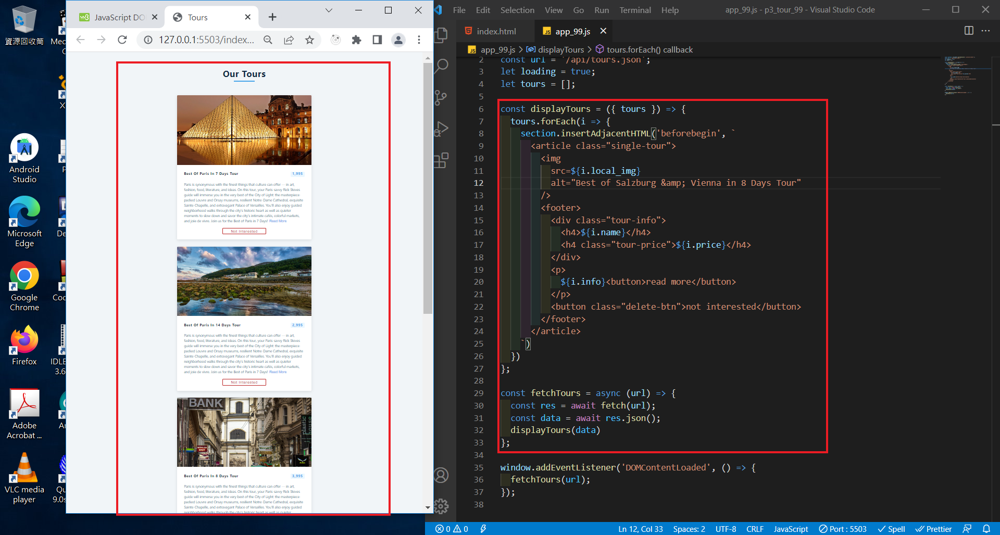 資源回收筒
Android
Studio
Microsoft
Edge
Google
Chrome
Firefox
IDLE
3.6
Adobe
Acrobat ...
VLC media
player
9.0s
JavaScript DO
Tours
127.0.0.1:5503/index...
Our Tours
Best Of Paris In 7 Days Tour
1,995
Paris is synonymous with the finest things that culture can offer — in art,
fashion, food, literature, and ideas. On this tour, your Paris-savvy Rick Steves
guide will immerse you in the very best of the City of Light: the masterpiece-
packed Louvre and Orsay museums, resilient Notre-Dame Cathedral, exquisite
Sainte-Chapelle, and extravagant Palace of Versailles. You'll also enjoy guided
neighborhood walks through the city's historic heart as well as quieter
moments to slow down and savor the city's intimate cafés, colorful markets,
and joie de vivre. Join us for the Best of Paris in 7 Days! Read More
Not Interested
Best Of Paris In 14 Days Tour
2,995
Paris is synonymous with the finest things that culture can offer — in art,
fashion, food, literature, and ideas. On this tour, your Paris-savvy Rick Steves
guide will immerse you in the very best of the City of Light: the masterpiece-
packed Louvre and Orsay museums, resilient Notre-Dame Cathedral, exquisite
Sainte-Chapelle, and extravagant Palace of Versailles. You'll also enjoy guided
neighborhood walks through the city's historic heart as well as quieter
moments to slow down and savor the city's intimate cafés, colorful markets,
and joie de vivre. Join us for the Best of Paris in 7 Days! Read More
Not Interested
BANK
plastic
house
Best Of Paris In 8 Days Tour
3,995
Paris is synonymous with the finest things that culture can offer — in art,
fashion, food, literature, and ideas. On this tour, your Paris-savvy Rick Steves
guide will immerse you in the very best of the City of Light: the masterpiece-
packed Louvre and Orsay museums, resilient Notre-Dame Cathedral, exquisite
Sainte-Chapelle, and extravagant Palace of Versailles. You'll also enjoy guided
File Edit Selection View Go Run Terminal Help
app_99.js - p3_tour_99 - Visual Studio Code
index.html
JS app_99.js
JS app_99.js > displayTours > tours.forEach() callback
2 const url = '/api/tours.json';
3 let loading = true;
4 let tours = [];
5
6 const displayTours = ({ tours }) => {
7 tours.forEach(i => {
8 section.insertAdjacentHTML('beforebegin', `
9 <article class="single-tour">
10 <img
11 src=${i.local_img}
12 alt="Best of Salzburg &amp; Vienna in 8 Days Tour"
13 />
14 <footer>
15 <div class="tour-info">
16 <h4>${i.name}</h4>
17 <h4 class="tour-price">${i.price}</h4>
18 </div>
19 <p>
20 ${i.info}<button>read more</button>
21 </p>
22 <button class="delete-btn">not interested</button>
23 </footer>
24 </article>
25 `)
26 })
27 };
28
29 const fetchTours = async (url) => {
30 const res = await fetch(url);
31 const data = await res.json();
32 displayTours(data)
33 };
34
35 window.addEventListener('DOMContentLoaded', () => {
36 fetchTours(url);
37 });
38
0 0
Ln 12, Col 33
Spaces: 2
UTF-8
CRLF
JavaScript
Port : 5503
Spell
Prettier